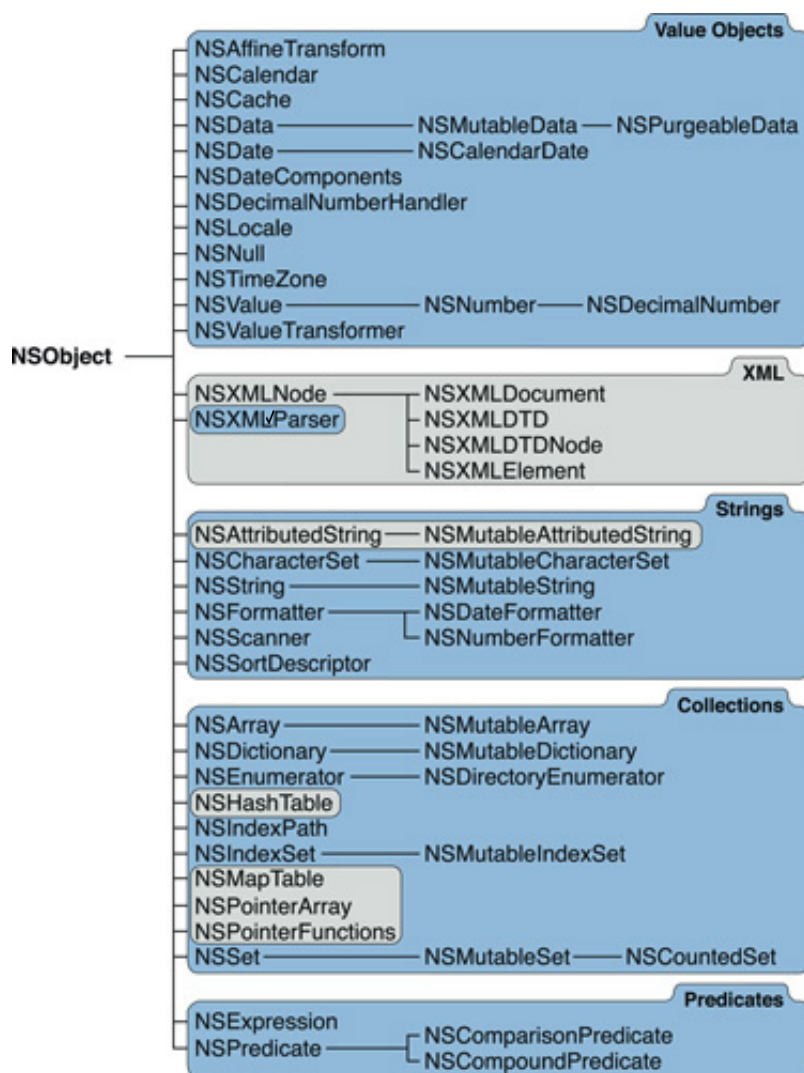 Value Objects
NSAffineTransform
NSCalendar
NSCache
NSData NSMutableData NSPurgeableData
NSDate NSCalendarDate
NSDateComponents
NSDecimalNumberHandler
NSLocale
NSNull
NSTimeZone
NSValue NSNumber NSDecimalNumber
NSValueTransformer
NSObject
XML
NSXMLNode NSXMLDocument
NSXMLParser NSXMLDTD
NSXMLDTDNode
NSXMLElement
Strings
NSAttributedString NSMutableAttributedString
NSCharacterSet NSMutableCharacterSet
NSString NSMutableString
NSFormatter NSDateFormatter
NSScanner NSNumberFormatter
NSSortDescriptor
Collections
NSArray NSMutableArray
NSDictionary NSMutableDictionary
NSEnumerator NSDirectoryEnumerator
NSHashTable
NSIndexPath
NSIndexSet NSMutableIndexSet
NSMapTable
NSPointerArray
NSPointerFunctions
NSSet NSMutableSet NSCountedSet
Predicates
NSExpression
NSPredicate NSComparisonPredicate
NSCompoundPredicate